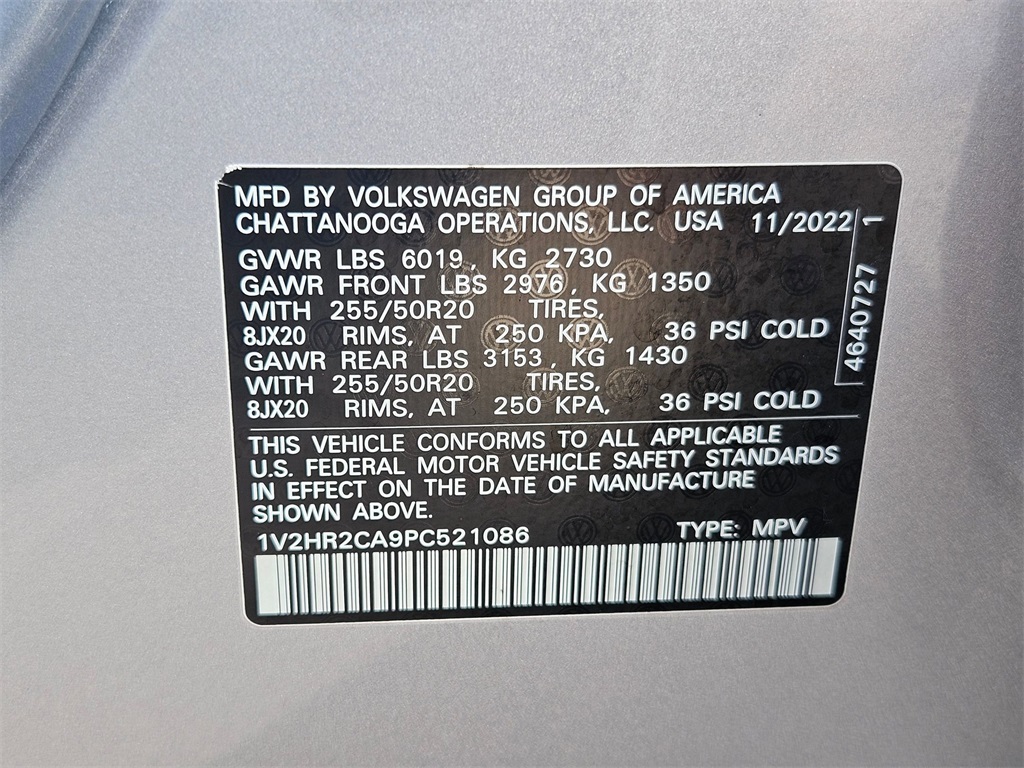 MFD BY VOLKSWAGEN GROUP OF AMERICA
CHATTANOOGA OPERATIONS, LLC. USA 11/2022
GVWR LBS 6019, KG 2730
GAWR FRONT LBS 2976, KG 1350
WITH 255/50R20 TIRES,
8JX20 RIMS, AT 250 KPA, 36 PSI COLD
GAWR REAR LBS 3153, KG 1430
WITH 255/50R20 TIRES,
8JX20 RIMS, AT 250 KPA, 36 PSI COLD
4640727 1
THIS VEHICLE CONFORMS TO ALL APPLICABLE
U.S. FEDERAL MOTOR VEHICLE SAFETY STANDARDS
IN EFFECT ON THE DATE OF MANUFACTURE
SHOWN ABOVE.
1V2HR2CA9PC521086 TYPE: MPV